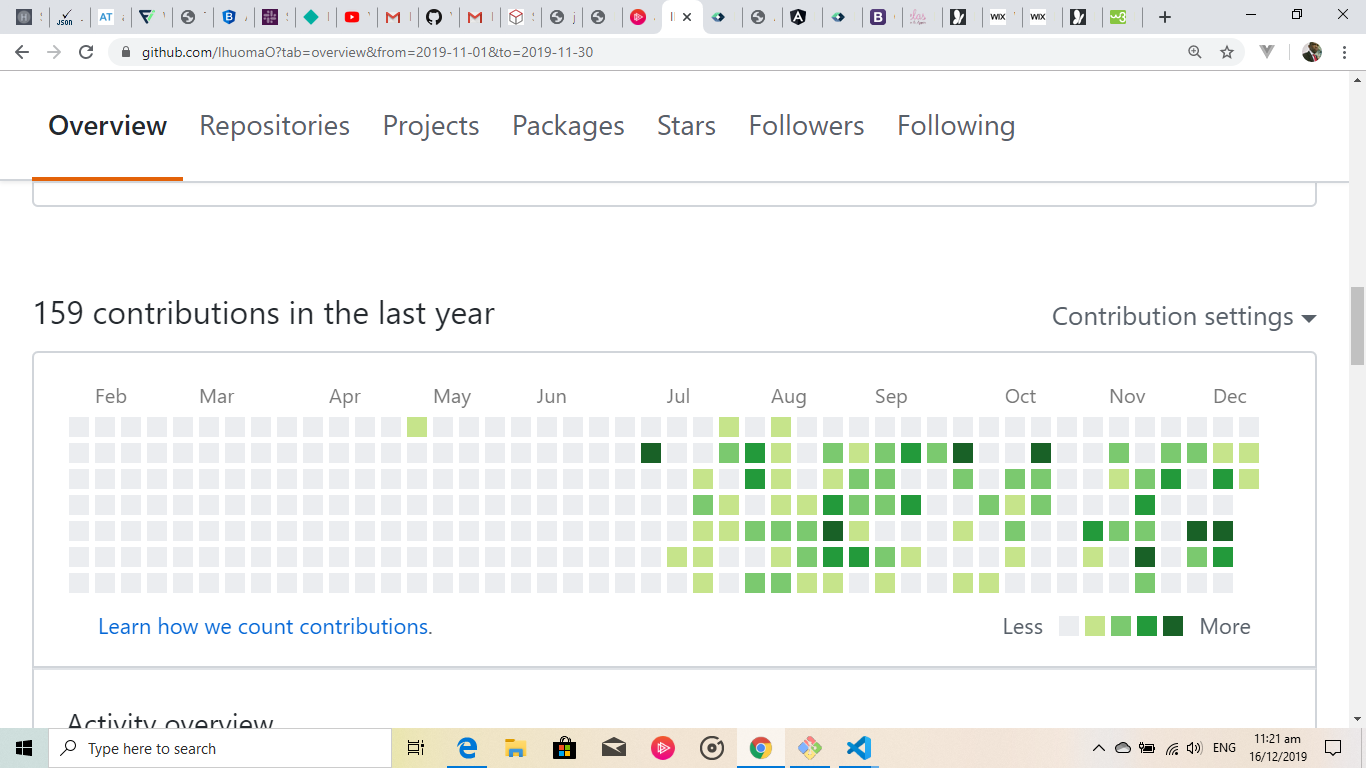 github.com/IhuomaO?tab=overview&from=2019-11-01&to=2019-11-30
Overview Repositories Projects Packages Stars Followers Following
159 contributions in the last year
Contribution settings
Feb Mar Apr May Jun Jul Aug Sep Oct Nov Dec
Learn how we count contributions.
Less More
Activity overview
Type here to search
ENG
11:21 am
16/12/2019